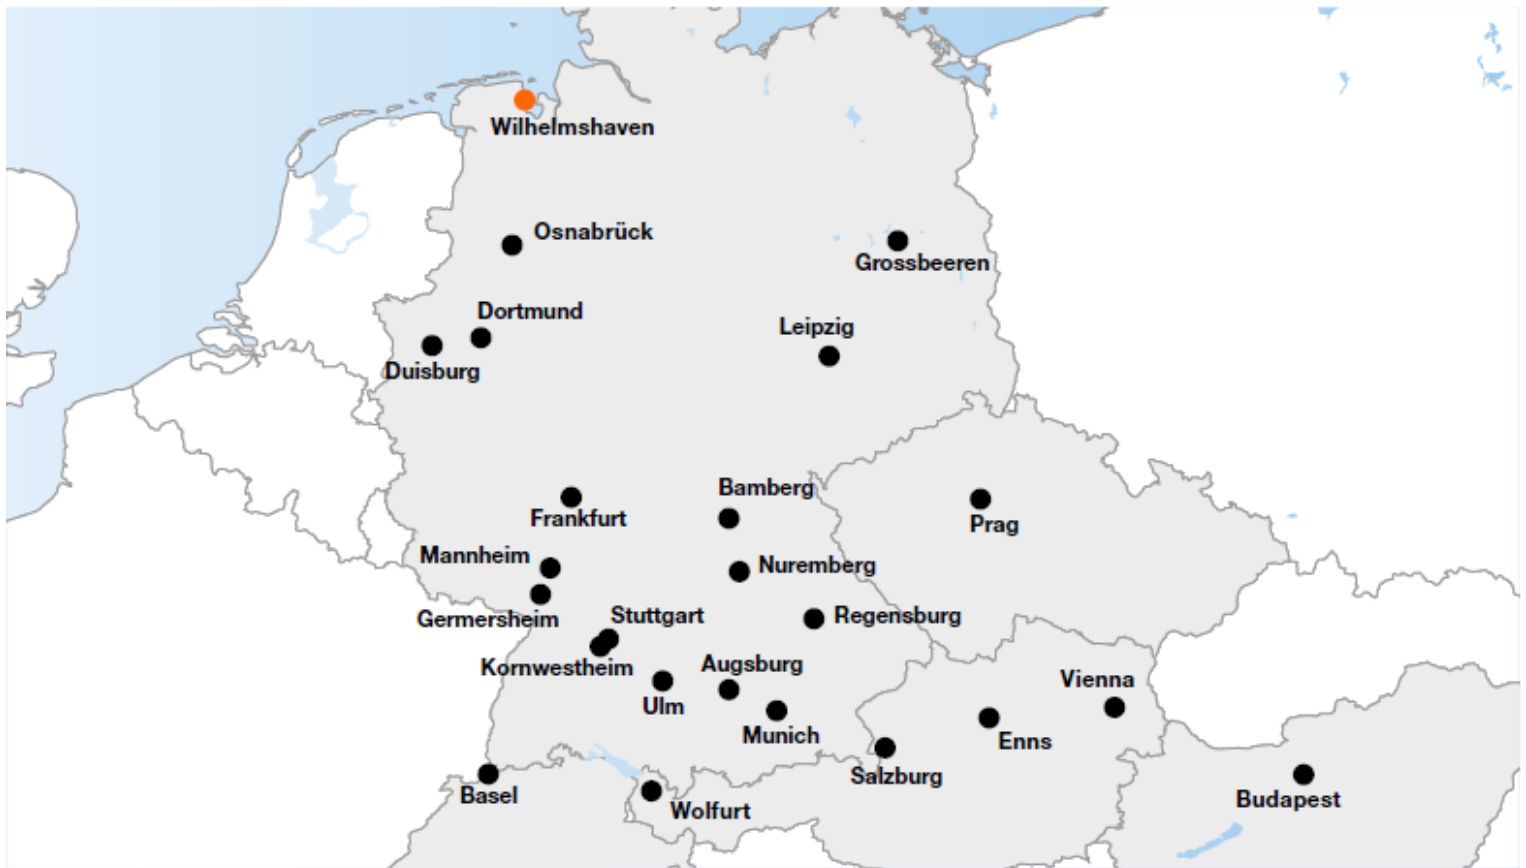 Wilhelmshaven
Osnabrück
Grossbeeren
Dortmund
Leipzig
Duisburg
Bamberg
Frankfurt
Prag
Mannheim
Nuremberg
Germersheim
Stuttgart
Regensburg
Kornwestheim
Augsburg
Vienna
Ulm
Munich
Enns
Salzburg
Basel
Wolfurt
Budapest